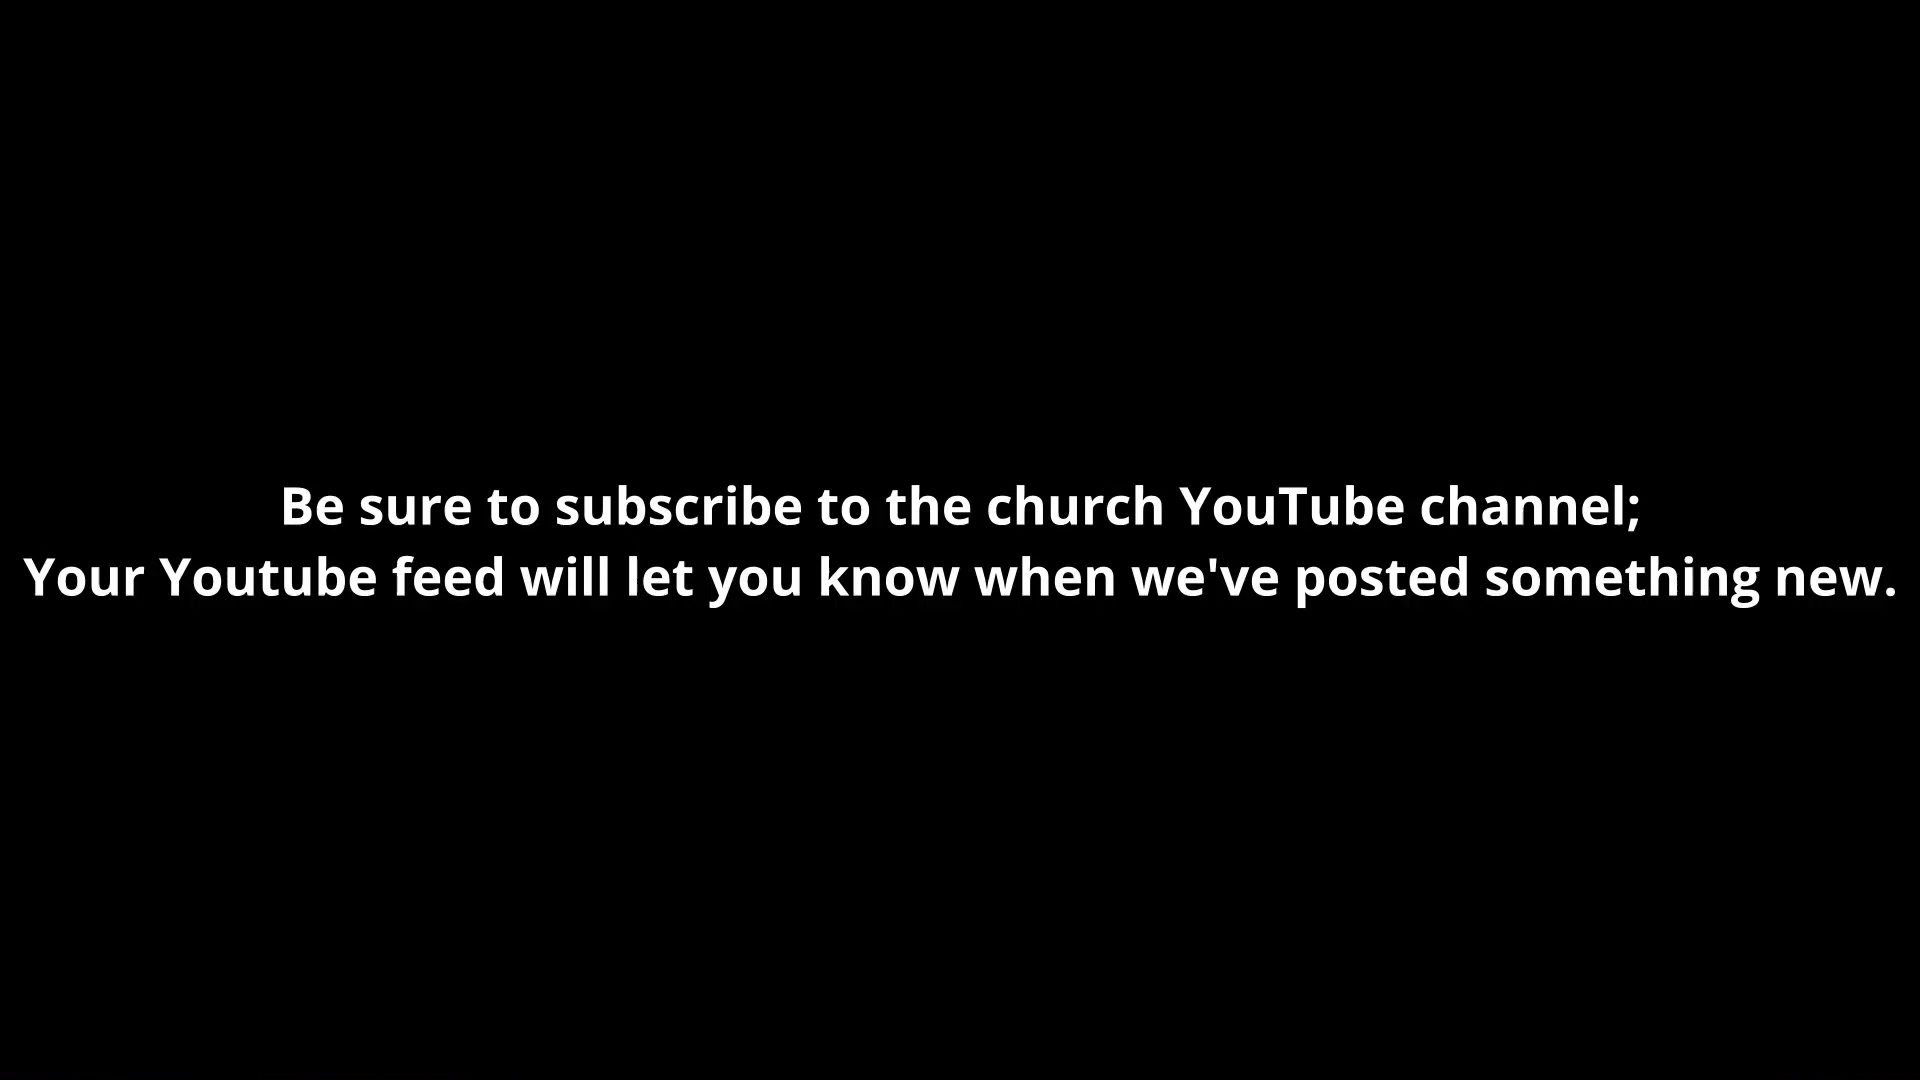 Be sure to subscribe to the church YouTube channel;
Your Youtube feed will let you know when we've posted something new.